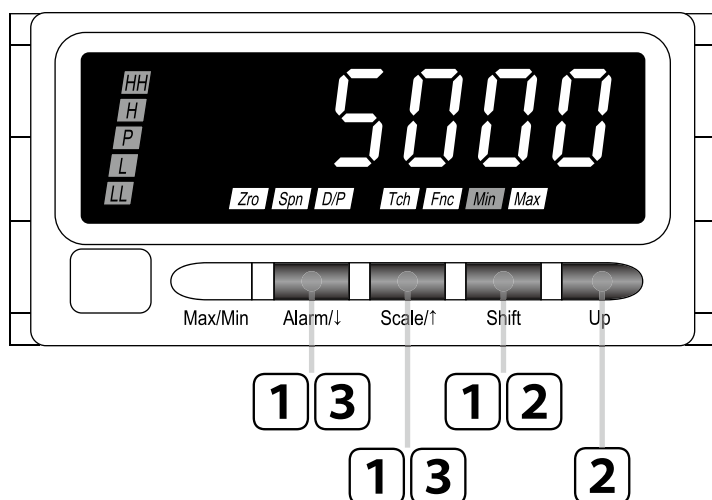 HH
5000
H
P
L
LL
Zro Spn D/P Tch Fnc Min Max
Max/Min Alarm/↓ Scale/↑ Shift Up
1 3 1 2
1 3 2